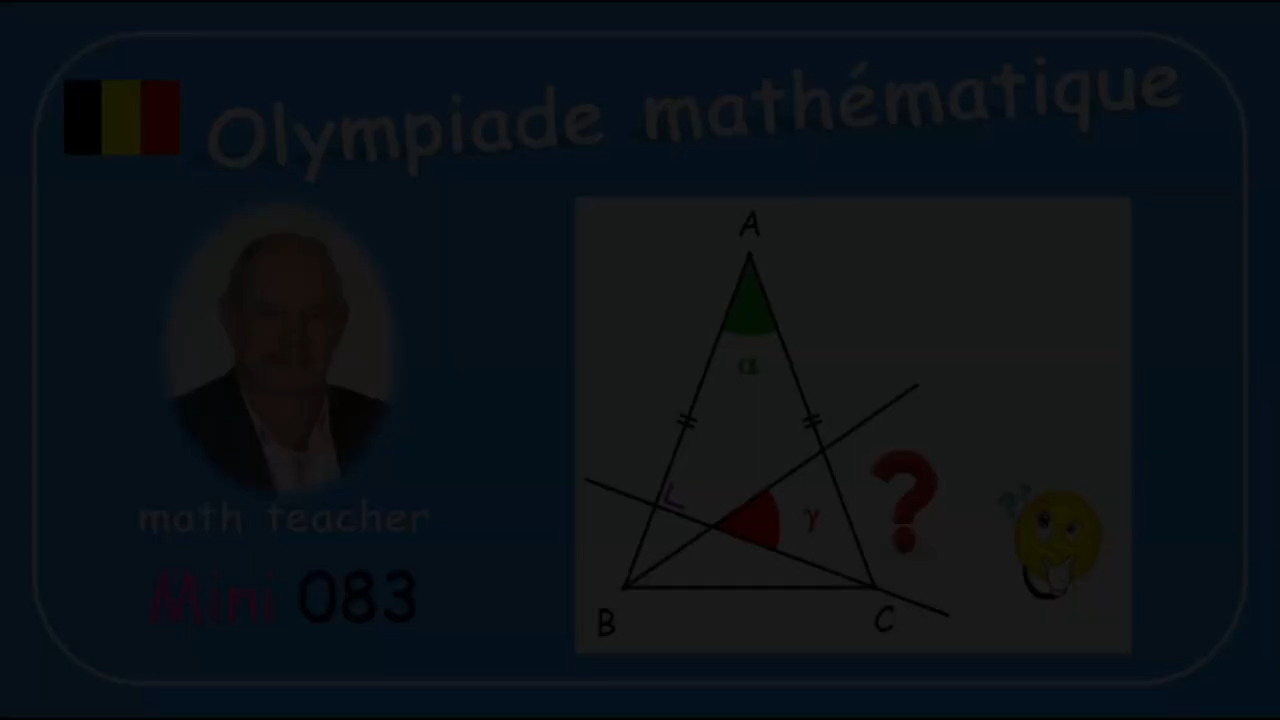 Olympiade mathématique
A
α
?
γ
math teacher
Mini 083
B
C